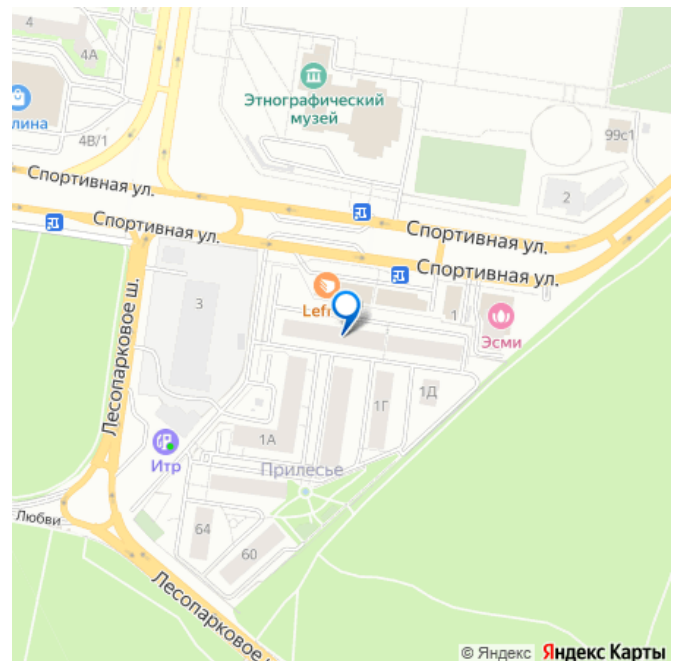 4
4А
Этнографический
музей
лина
4В/1
99с1
2
Спортивная ул.
Спортивная ул.
Спортивная ул.
Спортивная ул.
3
Left
1
Эсми
Лесопарковое ш.
1Д
1Г
1А
Итр
Прилесье
Любви
64
60
Лесопарковое
© Яндекс Яндекс Карты